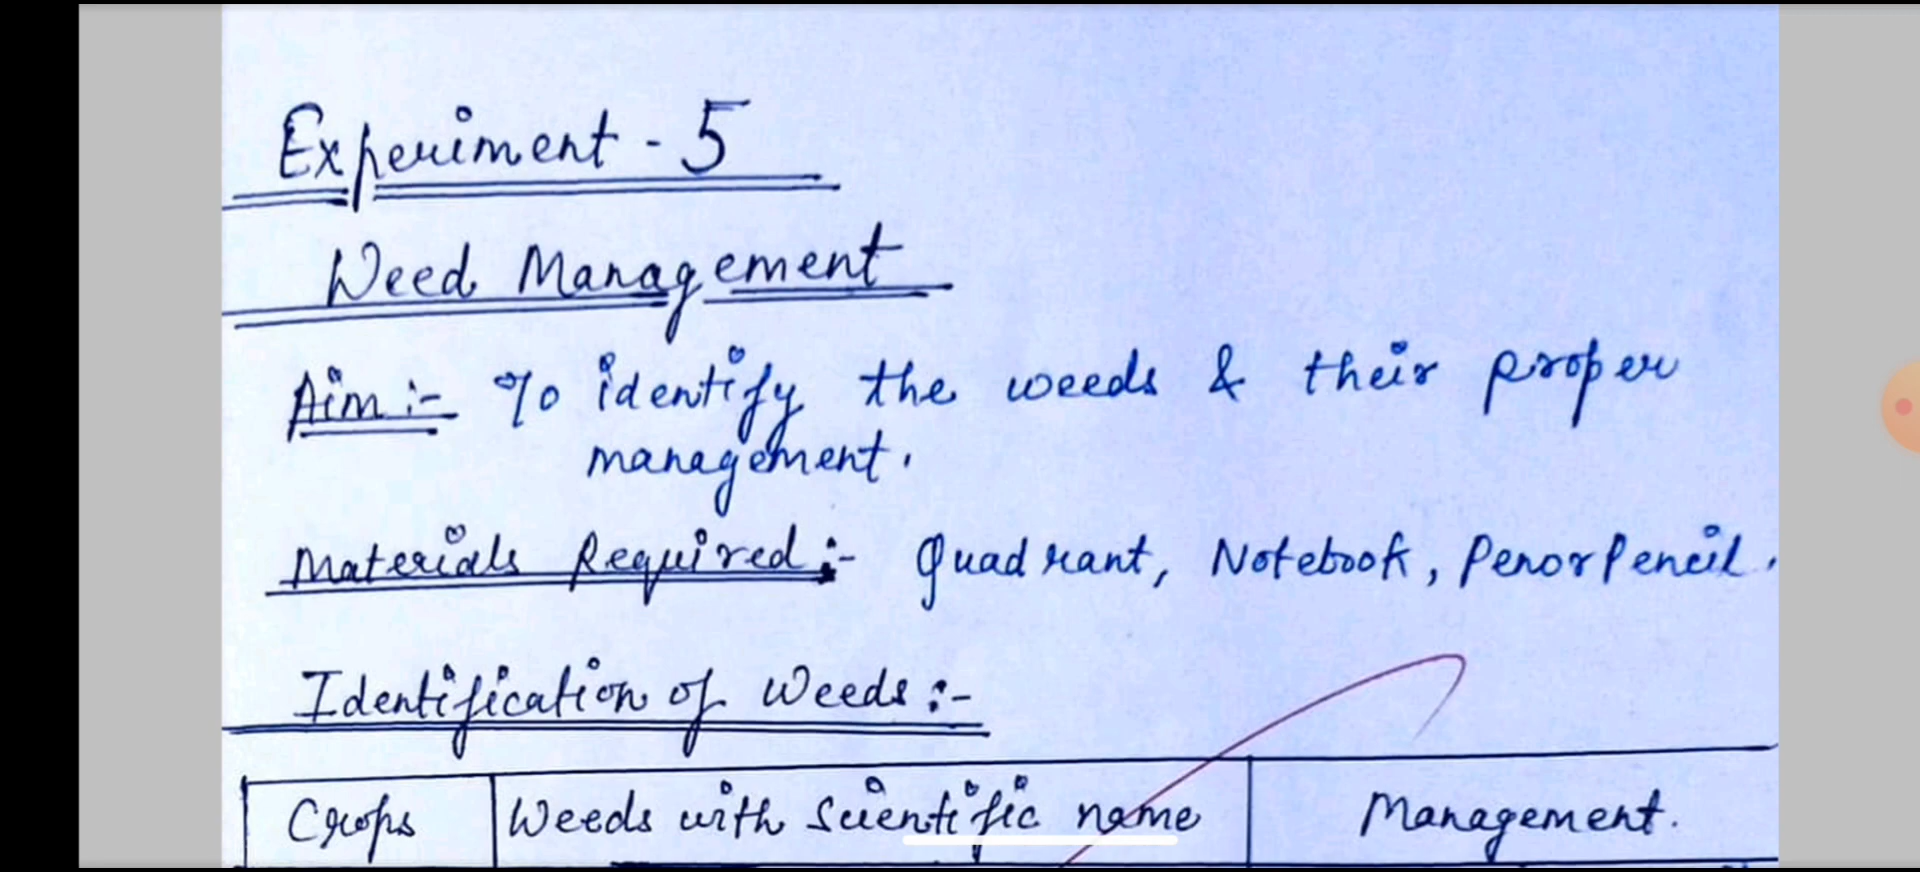 Experiment - 5
Weed Management
Aim :- To identify the weeds & their proper
management.
Materials Required :- Quadrant, Notebook, Pen or Pencil.
Identification of Weeds :-
Crops Weeds with Scientific name Management.